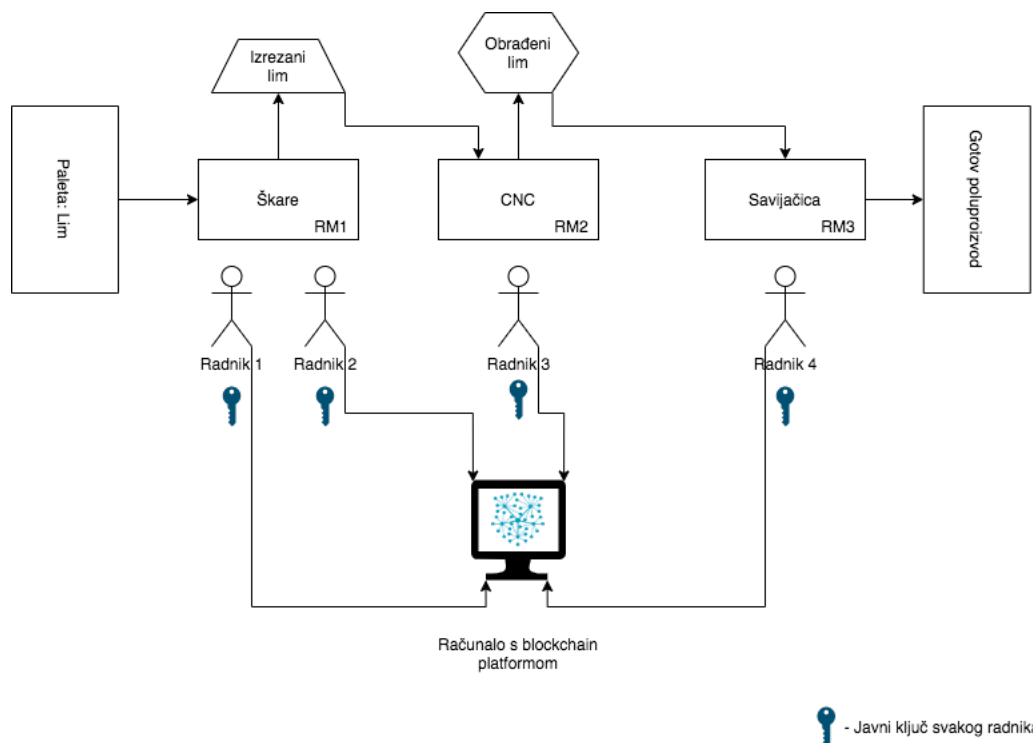 Izrezani
lim
Obrađeni
lim
Paleta: Lim
Škare
RM1
CNC
RM2
Savijačica
RM3
Gotov poluproizvod
Radnik 1
Radnik 2
Radnik 3
Radnik 4
Računalo s blockchain
platformom
- Javni ključ svakog radnika